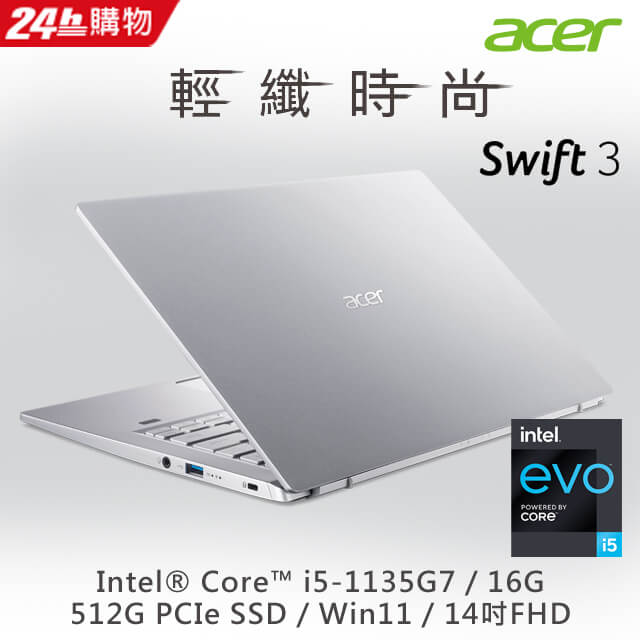 24h購物
acer
輕纖時尚
Swift 3
acer
intel
evo
POWERED BY
CORE™
i5
Intel® Core™ i5-1135G7 / 16G
512G PCIe SSD / Win11 / 14吋FHD